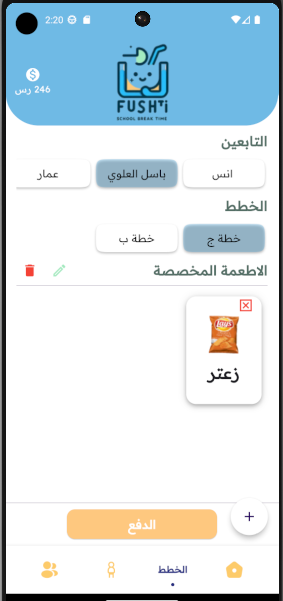 2:20
246 رس
FUSHTi
SCHOOL BREAK TIME
التابعين
انس
باسل العلوي
عمار
الخطط
خطة ج
خطة ب
الاطعمة المخصصة
Lay's
زعتر
+
الدفع
الخطط